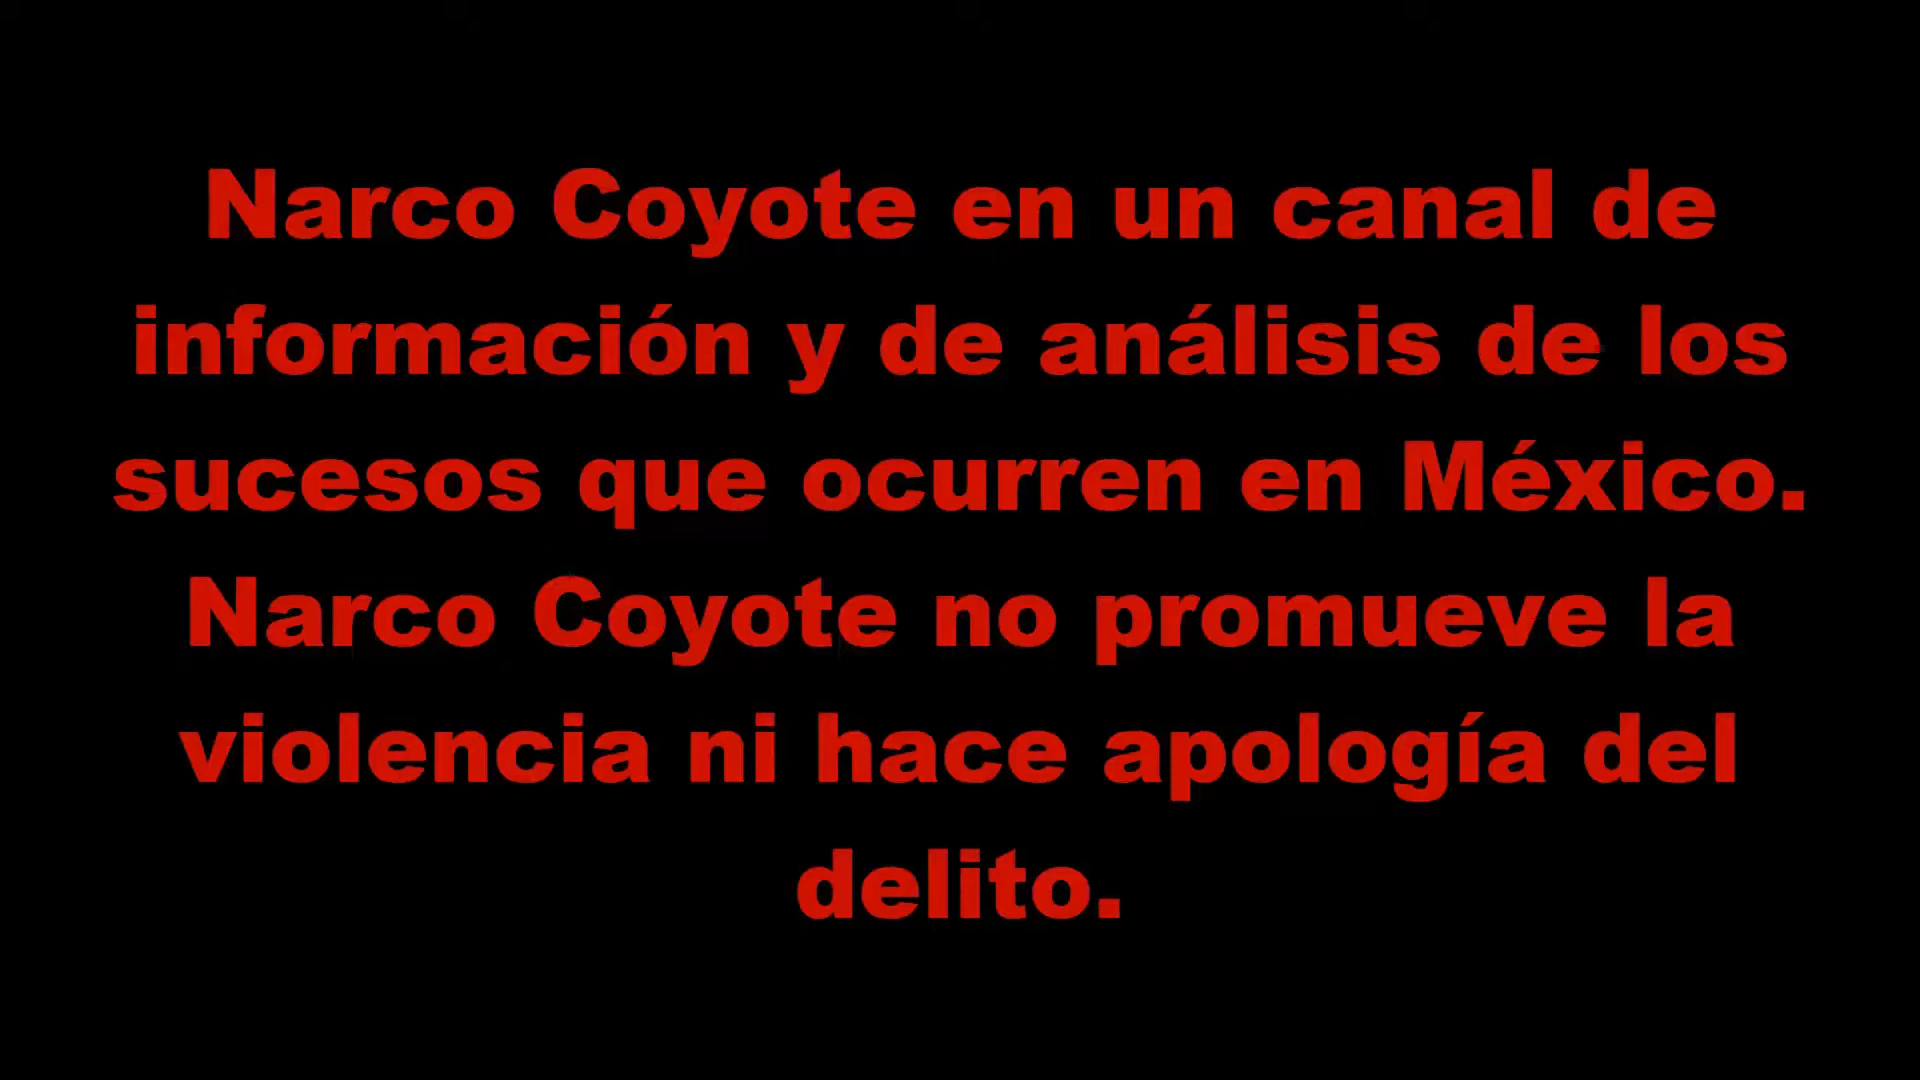 Narco Coyote en un canal de
información y de análisis de los
sucesos que ocurren en México.
Narco Coyote no promueve la
violencia ni hace apología del
delito.